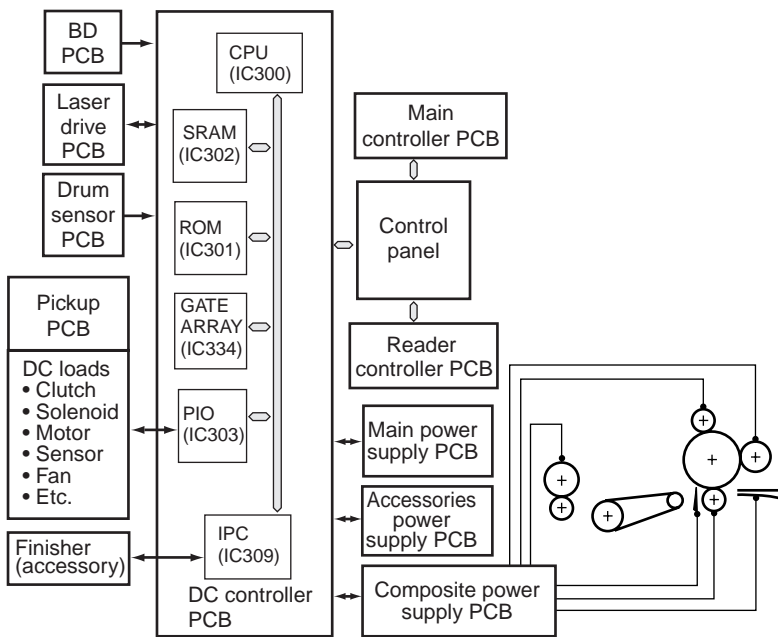 BD
PCB
Laser
drive
PCB
Drum
sensor
PCB
Pickup
PCB
DC loads
• Clutch
• Solenoid
• Motor
• Sensor
• Fan
• Etc.
Finisher
(accessory)
CPU
(IC300)
SRAM
(IC302)
ROM
(IC301)
GATE
ARRAY
(IC334)
PIO
(IC303)
IPC
(IC309)
DC controller
PCB
Main
controller PCB
Control
panel
Reader
controller PCB
Main power
supply PCB
Accessories
power
supply PCB
Composite power
supply PCB